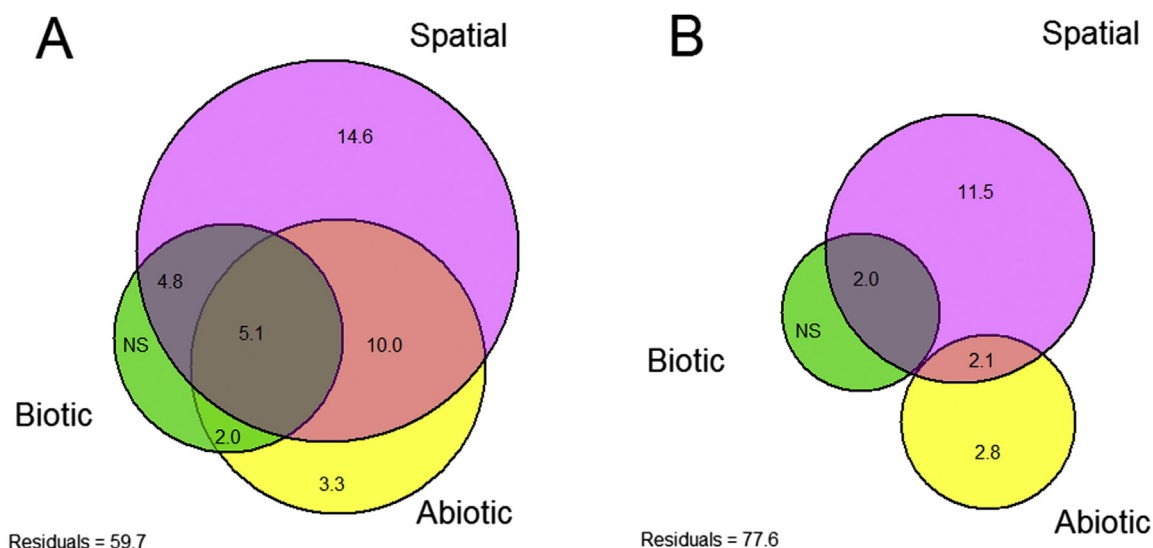 A
Spatial
14.6
4.8
5.1
10.0
NS
Biotic
2.0
3.3
Abiotic
Residuals = 59.7
B
Spatial
11.5
2.0
NS
2.1
Biotic
2.8
Abiotic
Residuals = 77.6